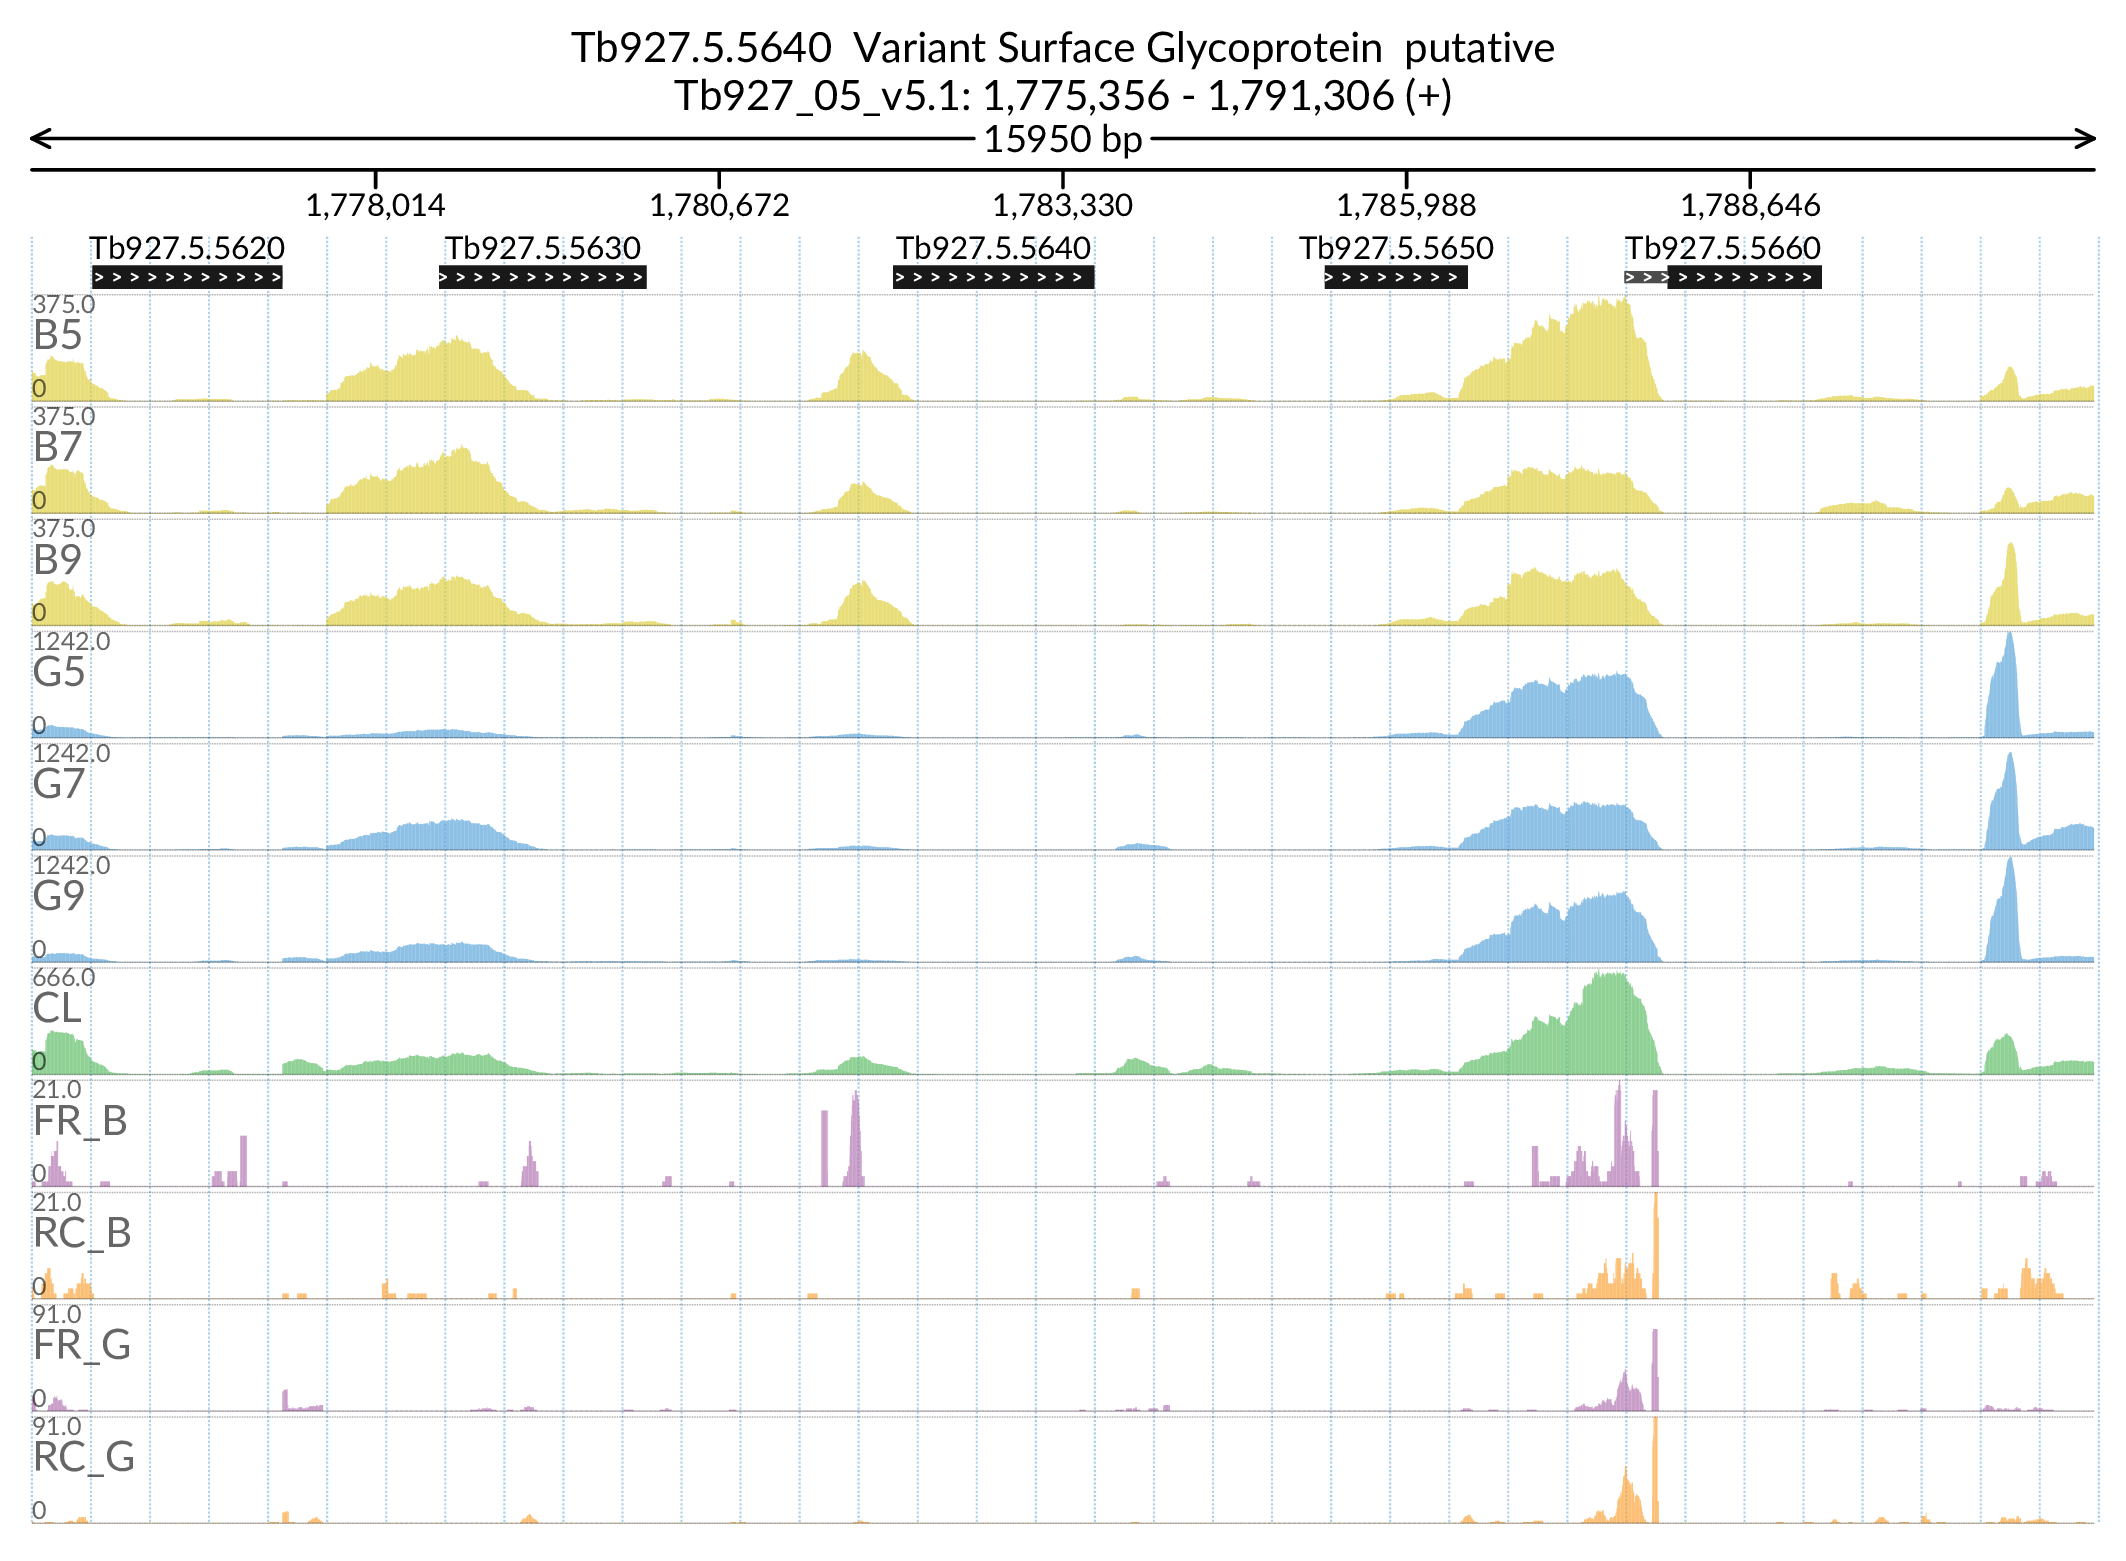 Tb927.5.5640  Variant Surface Glycoprotein  putative
Tb927_05_v5.1: 1,775,356 - 1,791,306 (+)
15950 bp
1,778,014 1,780,672 1,783,330 1,785,988 1,788,646
Tb927.5.5620 Tb927.5.5630 Tb927.5.5640 Tb927.5.5650 Tb927.5.5660
375.0
B5
0
375.0
B7
0
375.0
B9
0
1242.0
G5
0
1242.0
G7
0
1242.0
G9
0
666.0
CL
0
21.0
FR_B
0
21.0
RC_B
0
91.0
FR_G
0
91.0
RC_G
0